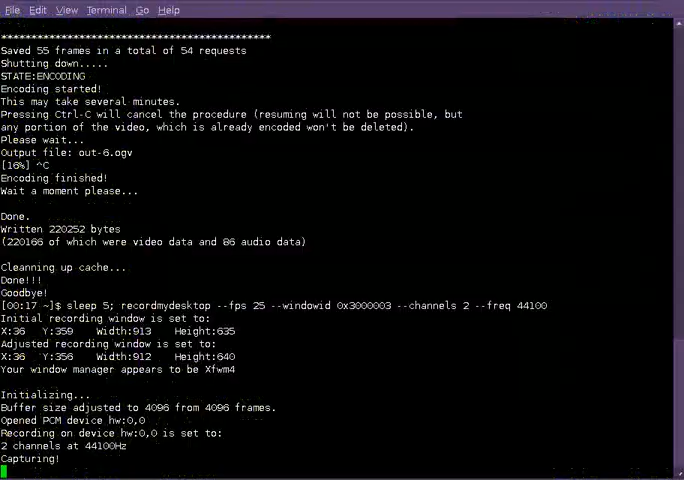 File Edit View Terminal Go Help
*********************************************
Saved 55 frames in a total of 54 requests
Shutting down.....
STATE:ENCODING
Encoding started!
This may take several minutes.
Pressing Ctrl-C will cancel the procedure (resuming will not be possible, but
any portion of the video, which is already encoded won't be deleted).
Please wait...
Output file: out-6.ogv
[16%] ^C
Encoding finished!
Wait a moment please...
Done.
Written 220252 bytes
(220166 of which were video data and 86 audio data)
Cleanning up cache...
Done!!!
Goodbye!
[00:17 ~]$ sleep 5; recordmydesktop --fps 25 --windowid 0x3000003 --channels 2 --freq 44100
Initial recording window is set to:
X:36 Y:359 Width:913 Height:635
Adjusted recording window is set to:
X:36 Y:356 Width:912 Height:640
Your window manager appears to be Xfwm4
Initializing...
Buffer size adjusted to 4096 from 4096 frames.
Opened PCM device hw:0,0
Recording on device hw:0,0 is set to:
2 channels at 44100Hz
Capturing!